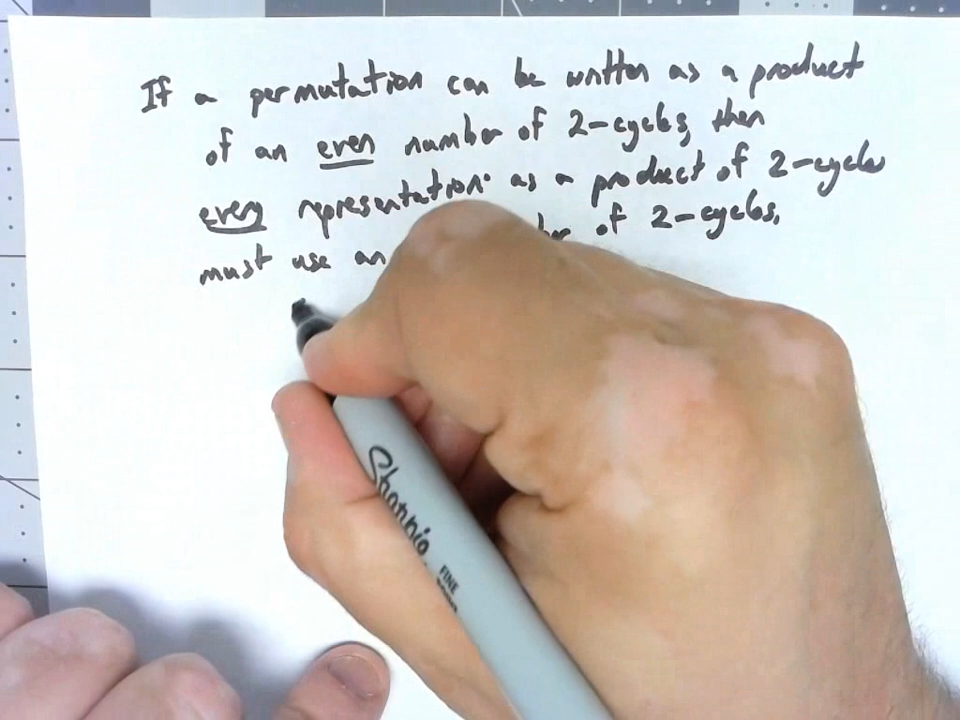 If a permutation can be written as a product
of an even number of 2-cycles, then
every representation as a product of 2-cycles
must use an of 2-cycles.
Sharpie
FINE